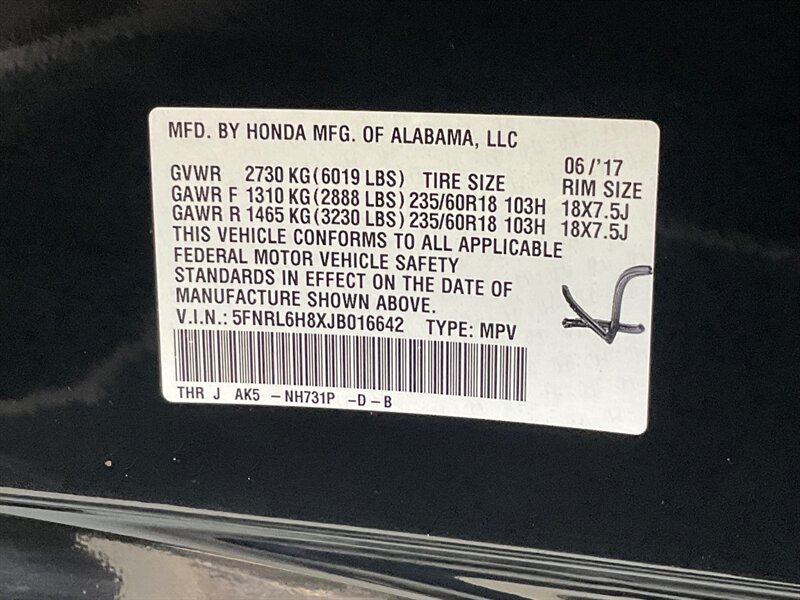 MFD. BY HONDA MFG. OF ALABAMA, LLC
06/'17
GVWR 2730 KG (6019 LBS) TIRE SIZE RIM SIZE
GAWR F 1310 KG (2888 LBS) 235/60R18 103H 18X7.5J
GAWR R 1465 KG (3230 LBS) 235/60R18 103H 18X7.5J
THIS VEHICLE CONFORMS TO ALL APPLICABLE
FEDERAL MOTOR VEHICLE SAFETY
STANDARDS IN EFFECT ON THE DATE OF
MANUFACTURE SHOWN ABOVE.
V.I.N.: 5FNRL6H8XJB016642 TYPE: MPV
THR J AK5 -NH731P -D-B